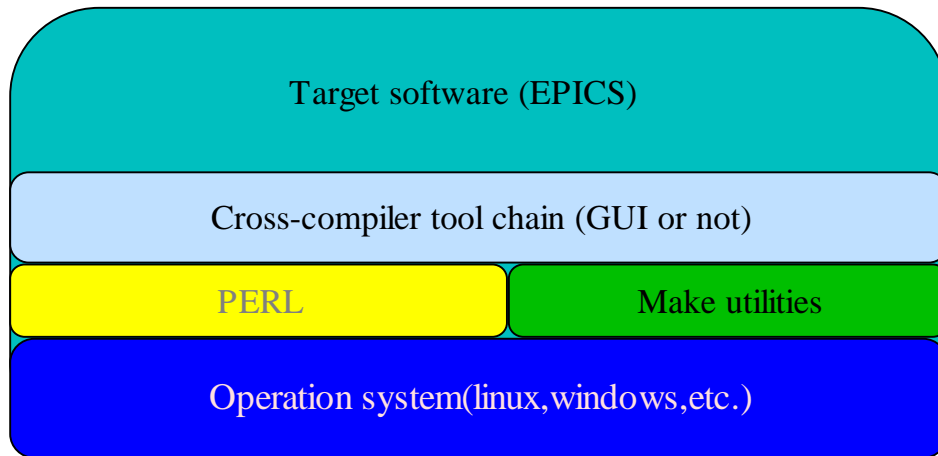 Target software (EPICS)
Cross-compiler tool chain (GUI or not)
PERL
Make utilities
Operation system(linux,windows,etc.)